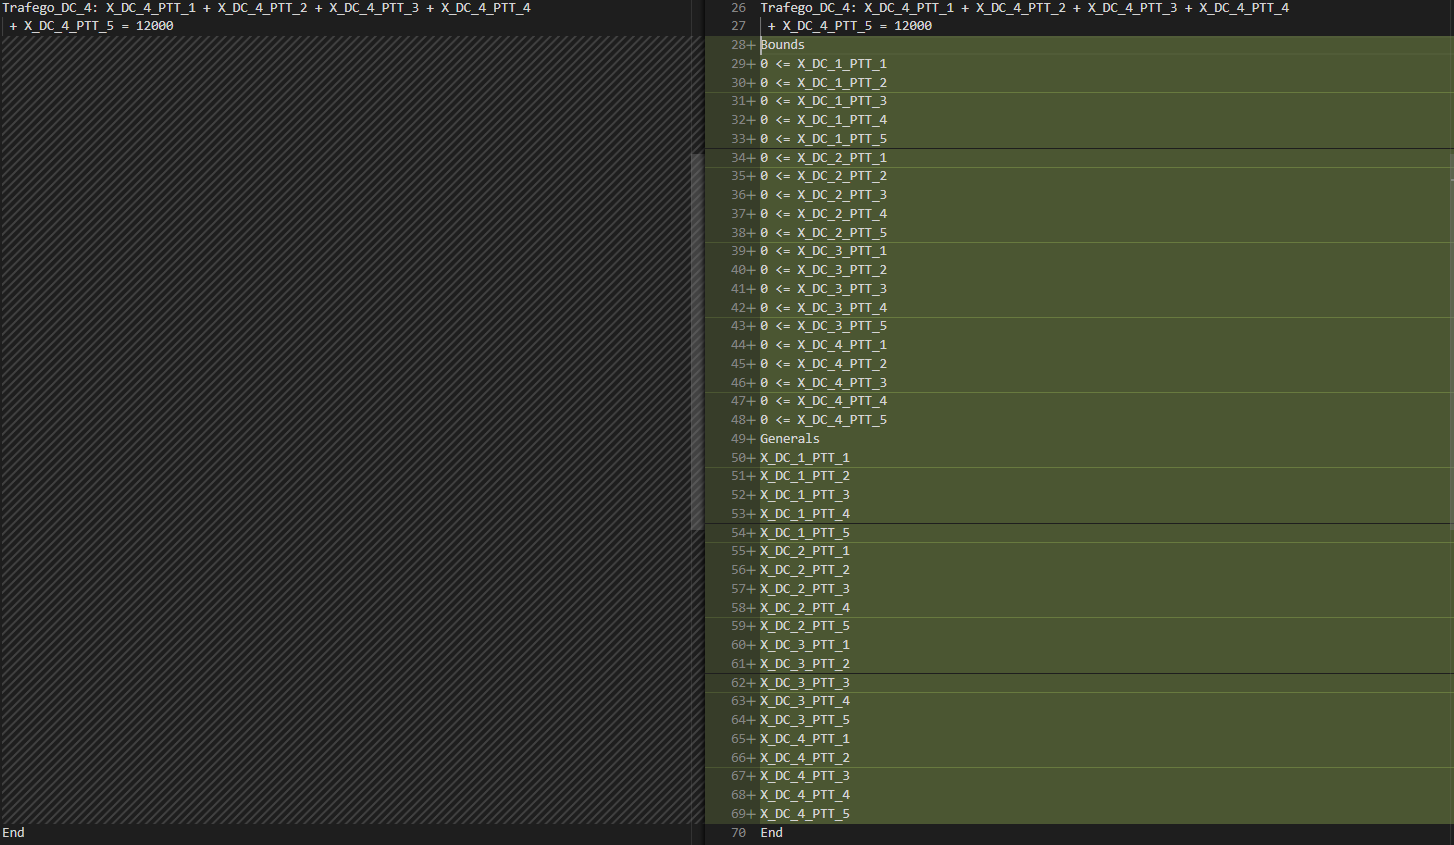 Trafego_DC_4: X_DC_4_PTT_1 + X_DC_4_PTT_2 + X_DC_4_PTT_3 + X_DC_4_PTT_4
+ X_DC_4_PTT_5 = 12000
End
26 Trafego_DC_4: X_DC_4_PTT_1 + X_DC_4_PTT_2 + X_DC_4_PTT_3 + X_DC_4_PTT_4
27 + X_DC_4_PTT_5 = 12000
28+ Bounds
29+ 0 <= X_DC_1_PTT_1
30+ 0 <= X_DC_1_PTT_2
31+ 0 <= X_DC_1_PTT_3
32+ 0 <= X_DC_1_PTT_4
33+ 0 <= X_DC_1_PTT_5
34+ 0 <= X_DC_2_PTT_1
35+ 0 <= X_DC_2_PTT_2
36+ 0 <= X_DC_2_PTT_3
37+ 0 <= X_DC_2_PTT_4
38+ 0 <= X_DC_2_PTT_5
39+ 0 <= X_DC_3_PTT_1
40+ 0 <= X_DC_3_PTT_2
41+ 0 <= X_DC_3_PTT_3
42+ 0 <= X_DC_3_PTT_4
43+ 0 <= X_DC_3_PTT_5
44+ 0 <= X_DC_4_PTT_1
45+ 0 <= X_DC_4_PTT_2
46+ 0 <= X_DC_4_PTT_3
47+ 0 <= X_DC_4_PTT_4
48+ 0 <= X_DC_4_PTT_5
49+ Generals
50+ X_DC_1_PTT_1
51+ X_DC_1_PTT_2
52+ X_DC_1_PTT_3
53+ X_DC_1_PTT_4
54+ X_DC_1_PTT_5
55+ X_DC_2_PTT_1
56+ X_DC_2_PTT_2
57+ X_DC_2_PTT_3
58+ X_DC_2_PTT_4
59+ X_DC_2_PTT_5
60+ X_DC_3_PTT_1
61+ X_DC_3_PTT_2
62+ X_DC_3_PTT_3
63+ X_DC_3_PTT_4
64+ X_DC_3_PTT_5
65+ X_DC_4_PTT_1
66+ X_DC_4_PTT_2
67+ X_DC_4_PTT_3
68+ X_DC_4_PTT_4
69+ X_DC_4_PTT_5
70 End